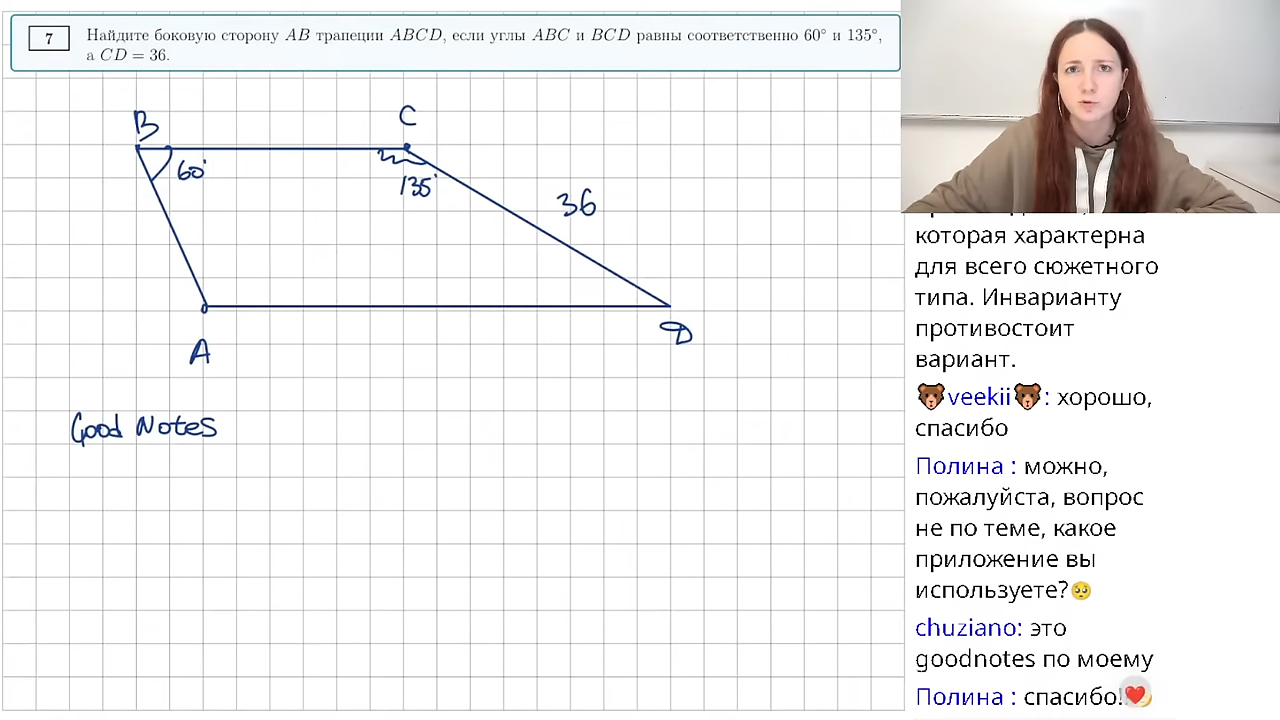 7
Найдите боковую сторону AB трапеции ABCD, если углы ABC и BCD равны соответственно 60° и 135°,
а CD = 36.
B
C
60°
135°
36
A
D
Good Notes
которая характерна
для всего сюжетного
типа. Инварианту
противостоит
вариант.
🐻veekii🐻: хорошо,
спасибо
Полина : можно,
пожалуйста, вопрос
не по теме, какое
приложение вы
используете?🥺
chuziano: это
goodnotes по моему
Полина : спасибо!❤️